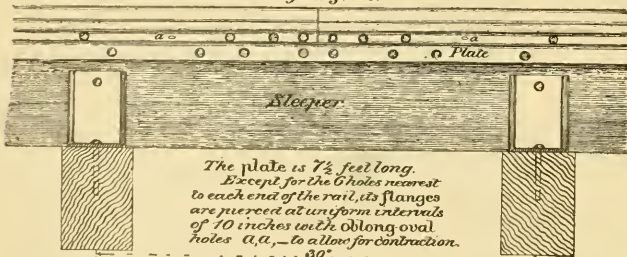 a a
Plate
Sleeper
The plate is 7½ feet long.
Except for the 6 holes nearest
to each end of the rail, its flanges
are pierced at uniform intervals
of 10 inches with oblong-oval
holes a,a,—to allow for contraction.
30"